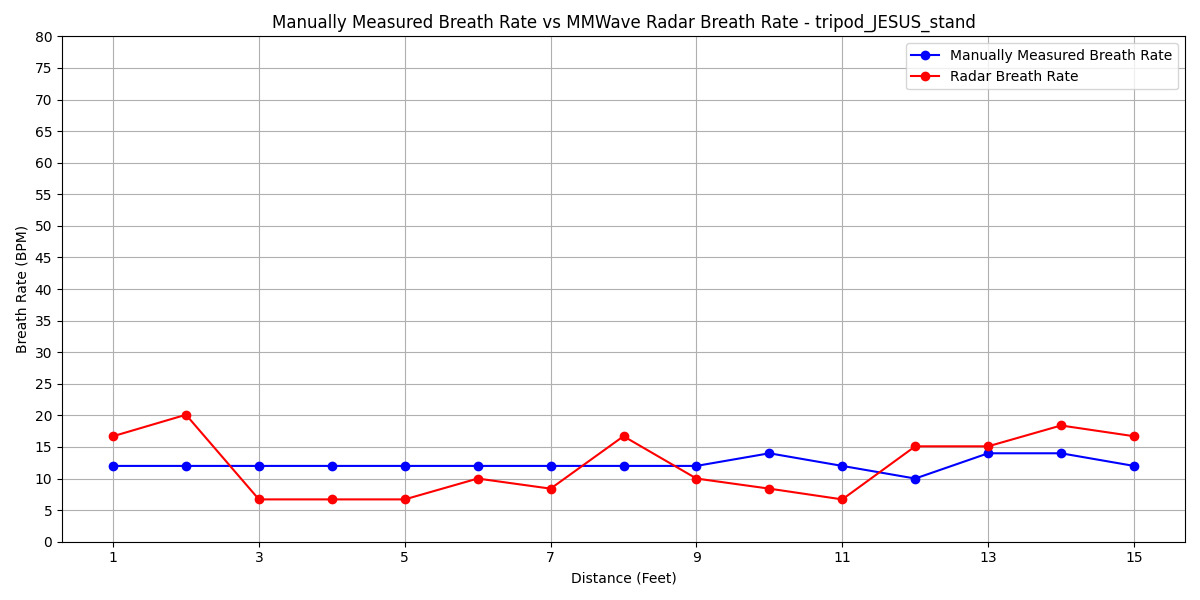 Manually Measured Breath Rate vs MMWave Radar Breath Rate - tripod_JESUS_stand
Manually Measured Breath Rate
Radar Breath Rate
Breath Rate (BPM)
80
75
70
65
60
55
50
45
40
35
30
25
20
15
10
5
0
1 3 5 7 9 11 13 15
Distance (Feet)